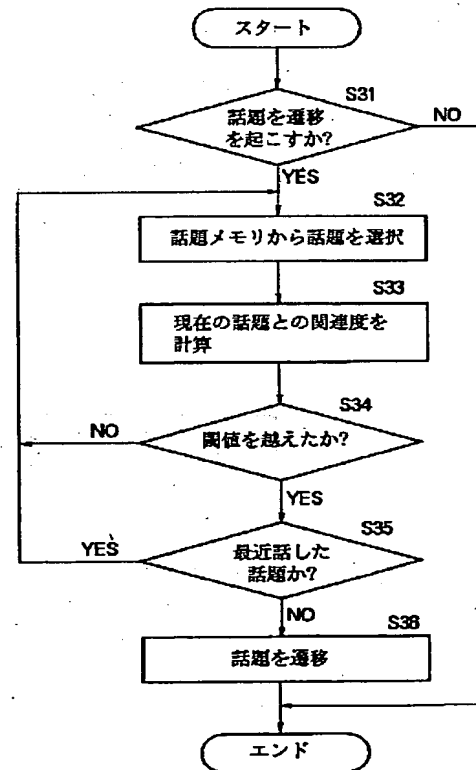 スタート
S31
話題を遷移
を起こすか?
NO
YES
S32
話題メモリから話題を選択
S33
現在の話題との関連度を
計算
S34
閾値を越えたか?
NO
YES
S35
最近話した
話題か?
YES
NO
S36
話題を遷移
エンド